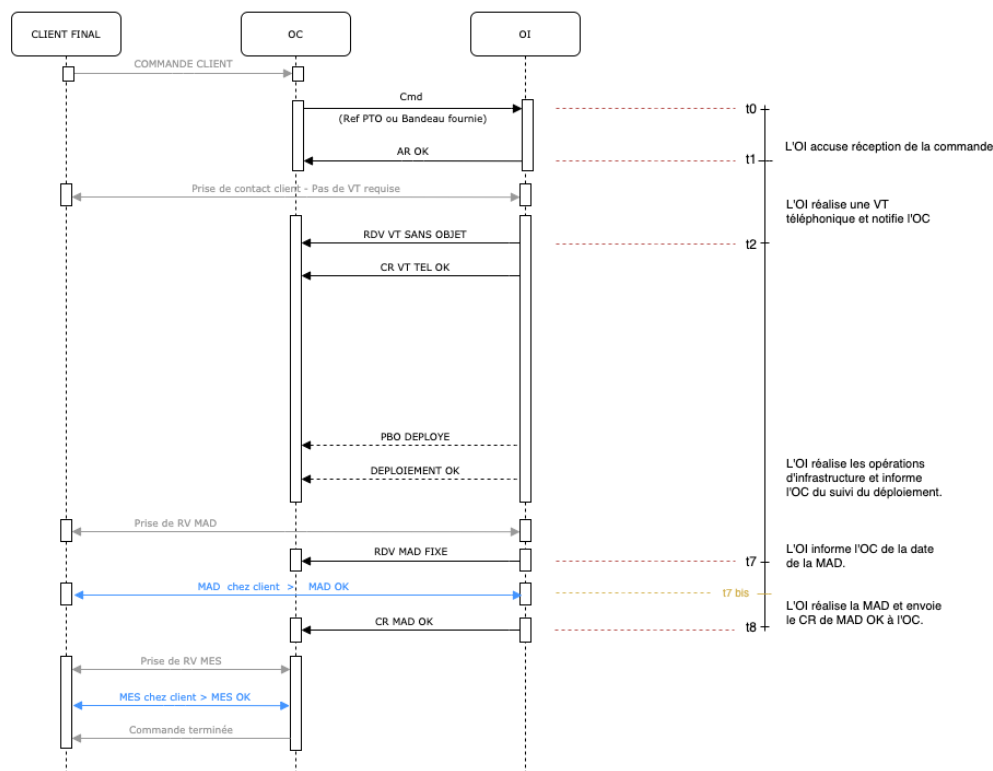 CLIENT FINAL
OC
OI
COMMANDE CLIENT
Cmd
(Ref PTO ou Bandeau fournie)
t0
L'OI accuse réception de la commande
AR OK
t1
Prise de contact client - Pas de VT requise
L'OI réalise une VT
téléphonique et notifie l'OC
RDV VT SANS OBJET
t2
CR VT TEL OK
PBO DEPLOYE
DEPLOIEMENT OK
L'OI réalise les opérations
d'infrastructure et informe
l'OC du suivi du déploiement.
Prise de RV MAD
RDV MAD FIXE
t7
L'OI informe l'OC de la date
de la MAD.
MAD chez client > MAD OK
t7 bis
L'OI réalise la MAD et envoie
le CR de MAD OK à l'OC.
CR MAD OK
t8
Prise de RV MES
MES chez client > MES OK
Commande terminée